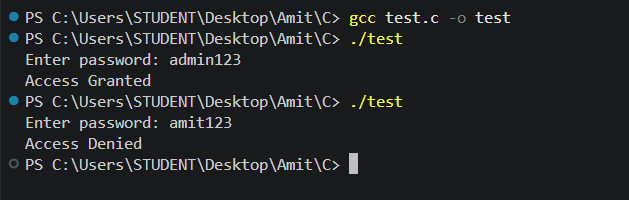 PS C:\Users\STUDENT\Desktop\Amit\C> gcc test.c -o test
PS C:\Users\STUDENT\Desktop\Amit\C> ./test
Enter password: admin123
Access Granted
PS C:\Users\STUDENT\Desktop\Amit\C> ./test
Enter password: amit123
Access Denied
PS C:\Users\STUDENT\Desktop\Amit\C>